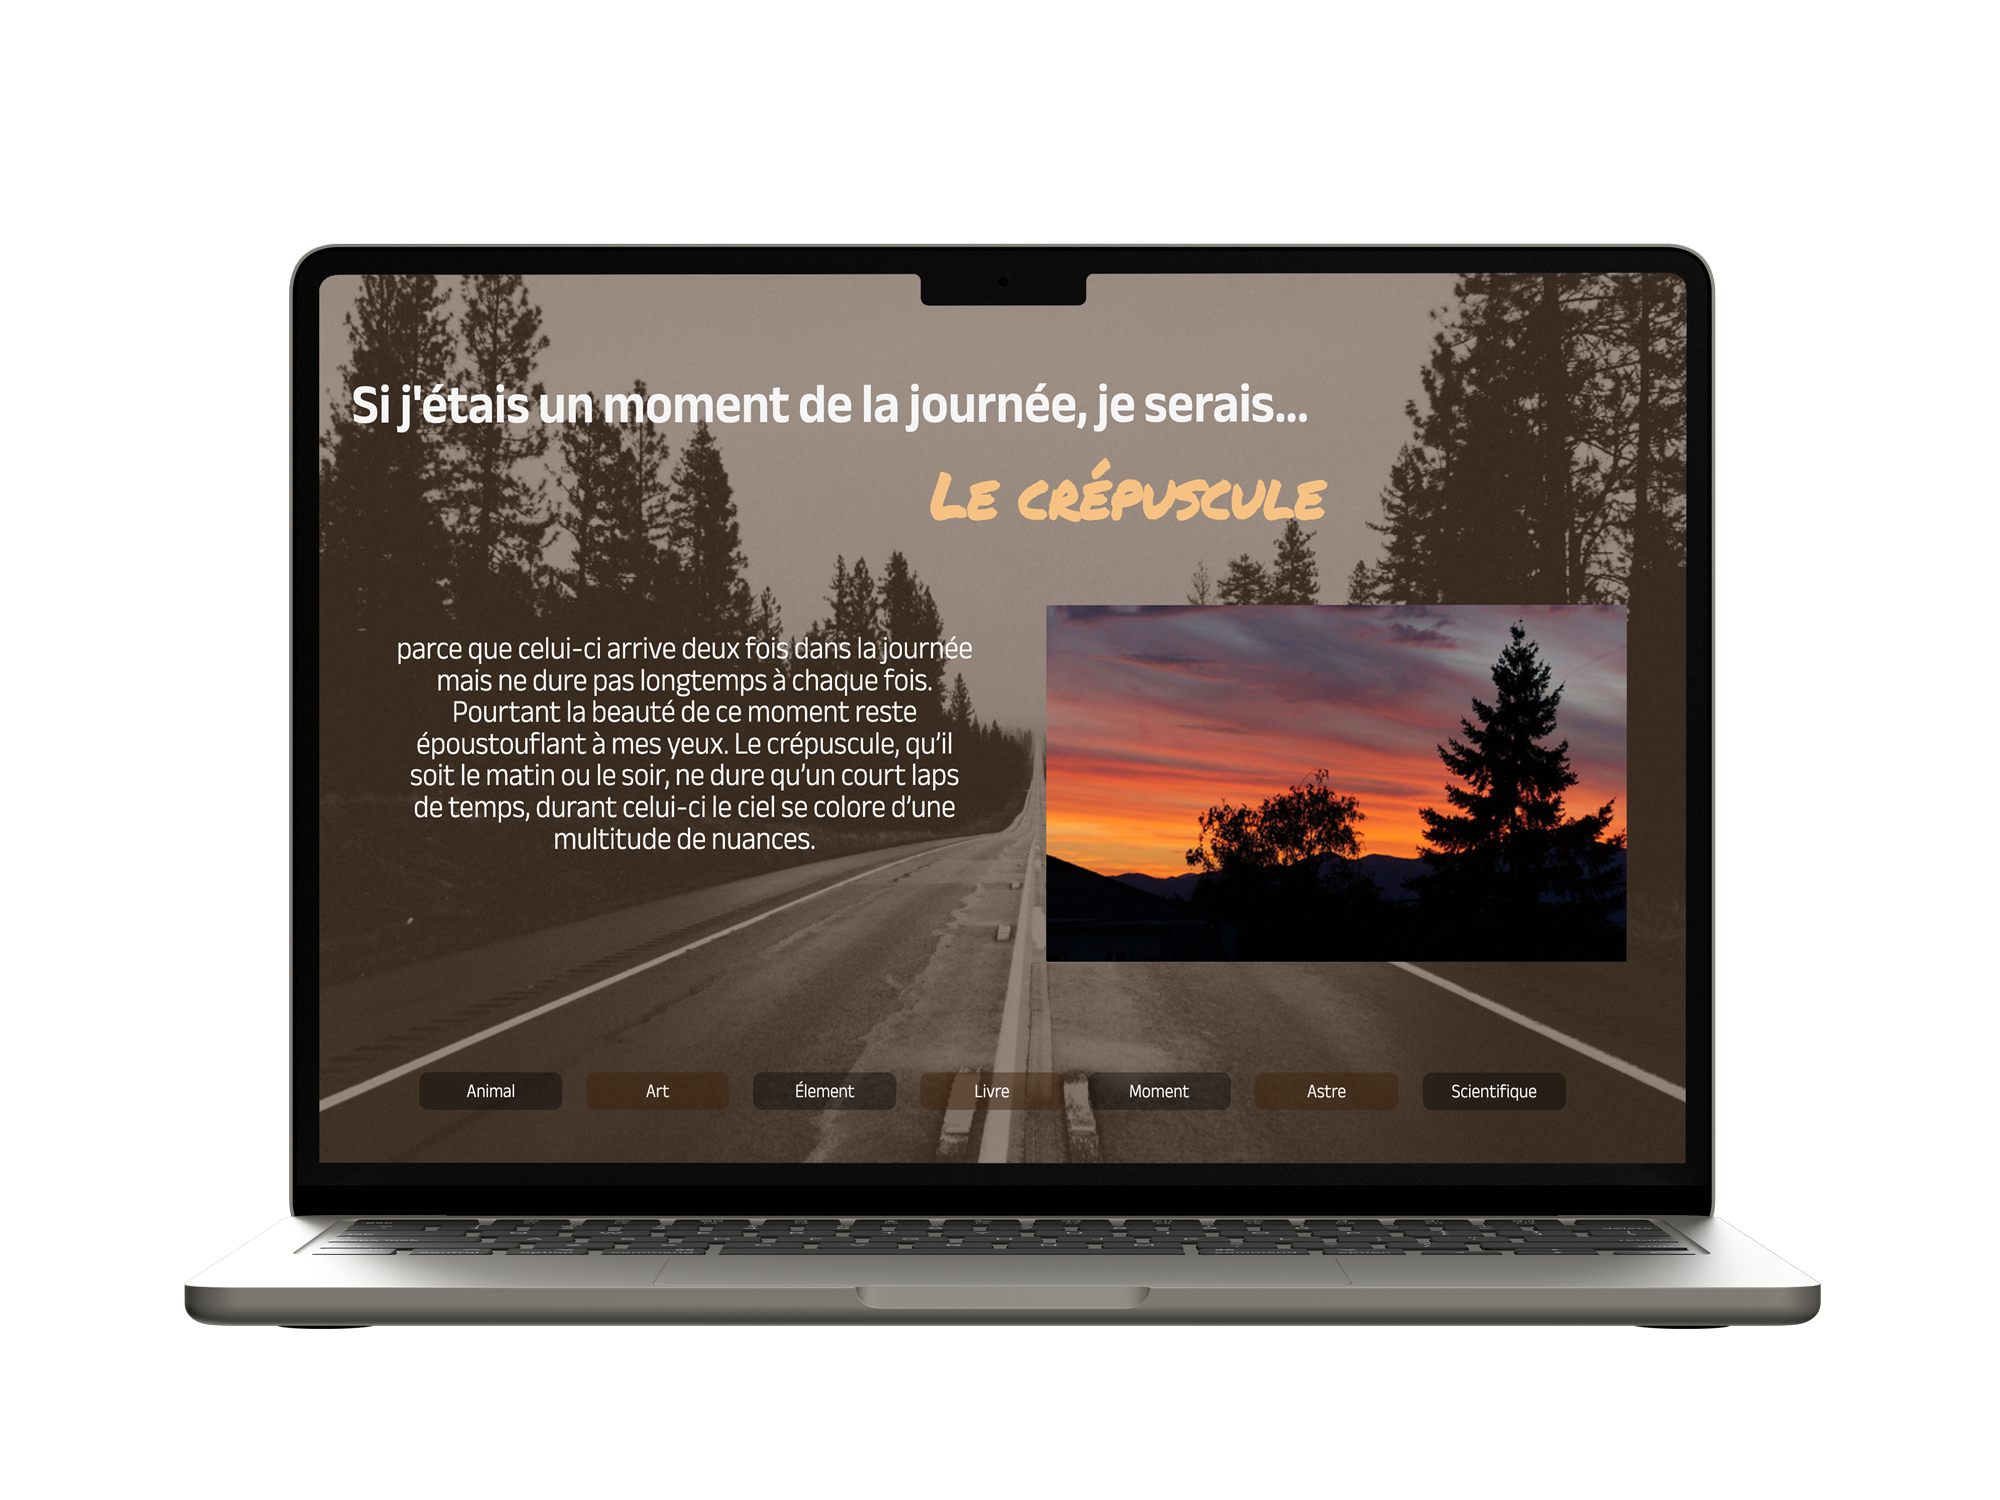 Si j'étais un moment de la journée, je serais...
LE CRÉPUSCULE
parce que celui-ci arrive deux fois dans la journée
mais ne dure pas longtemps à chaque fois.
Pourtant la beauté de ce moment reste
époustouflant à mes yeux. Le crépuscule, qu’il
soit le matin ou le soir, ne dure qu’un court laps
de temps, durant celui-ci le ciel se colore d’une
multitude de nuances.
Animal
Art
Élement
Livre
Moment
Astre
Scientifique